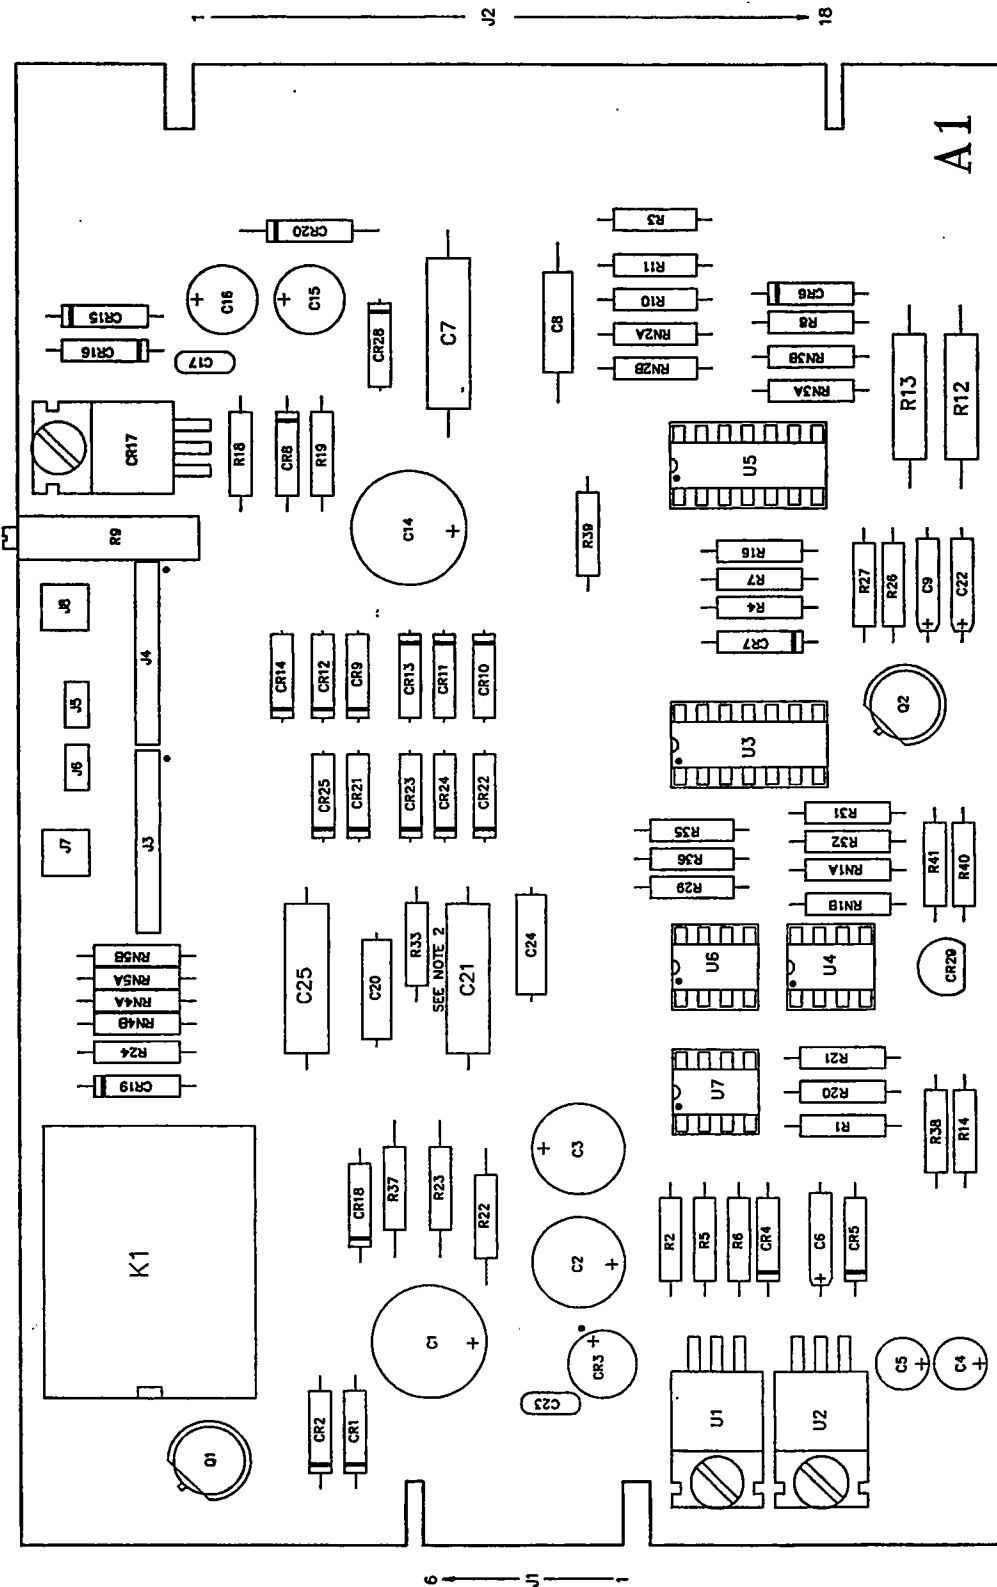 1
J2
18
A1
R3
CR20
R11
C16
C15
R10
CR6
CR15
C8
R8
CR16
C17
CR28
C7
RN2A
RN2B
RN3B
RN3A
R13
R12
CR17
R18
CR8
R19
U5
C14
R39
R9
R16
R7
R4
CR7
R27
R26
C9
C22
J8
J4
J5
J6
J7
J3
CR14
CR12
CR9
CR13
CR11
CR10
Q2
U3
CR25
CR21
CR23
CR24
CR22
R35
R36
R29
R31
R32
RN1A
RN1B
R41
R40
RN5B
RN5A
RN4A
RN4B
R24
CR19
C25
C20
R33
SEE NOTE 2
C21
C24
U6
U4
CR29
U7
R21
R20
R1
R38
R14
K1
CR18
R37
R23
R22
C3
C2
R2
R5
R6
CR4
C6
CR5
C1
CR3
C23
C5
C4
Q1
CR2
CR1
U1
U2
6
J1
1